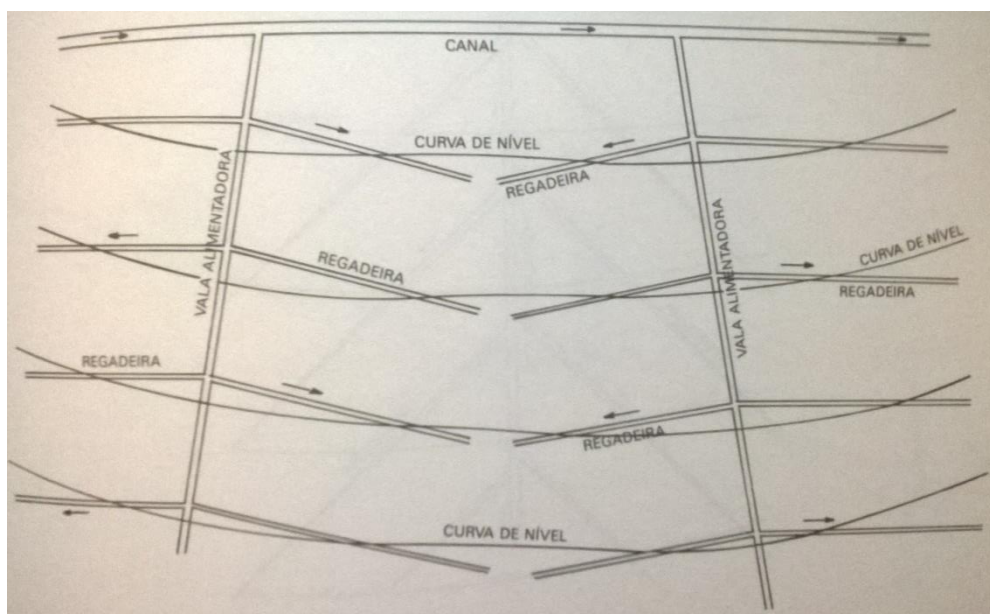 CANAL
CURVA DE NÍVEL
REGADEIRA
VALA ALIMENTADORA
VALA ALIMENTADORA
REGADEIRA
CURVA DE NÍVEL
REGADEIRA
REGADEIRA
REGADEIRA
CURVA DE NÍVEL